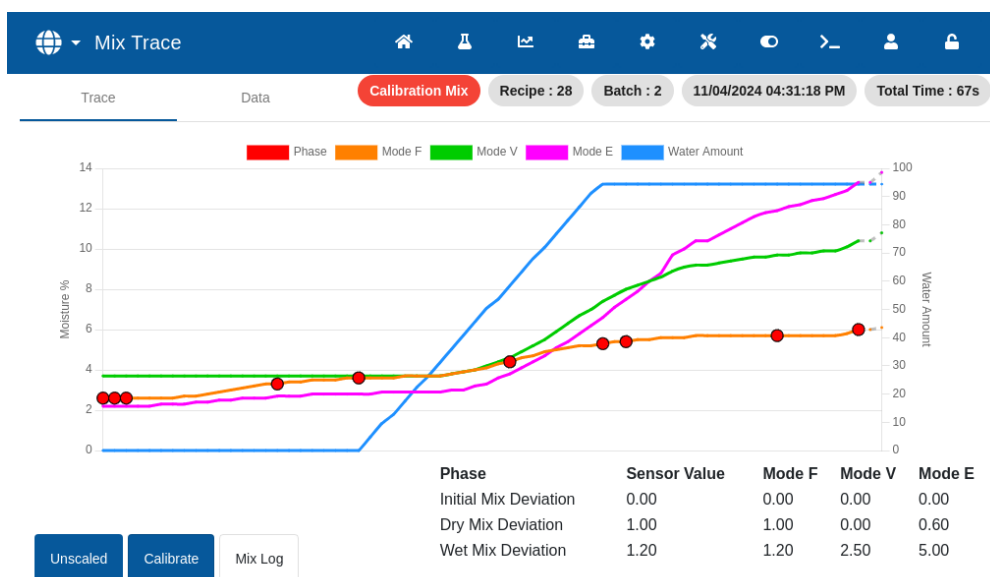 Mix Trace
Trace Data Calibration Mix Recipe : 28 Batch : 2 11/04/2024 04:31:18 PM Total Time : 67s
Phase Mode F Mode V Mode E Water Amount
14 100
90
12
80
10 70
60
8
50
6
40
4 30
20
2
10
0 0
Moisture %
Water Amount
Phase Sensor Value Mode F Mode V Mode E
Initial Mix Deviation 0.00 0.00 0.00 0.00
Dry Mix Deviation 1.00 1.00 0.00 0.60
Wet Mix Deviation 1.20 1.20 2.50 5.00
Unscaled Calibrate Mix Log